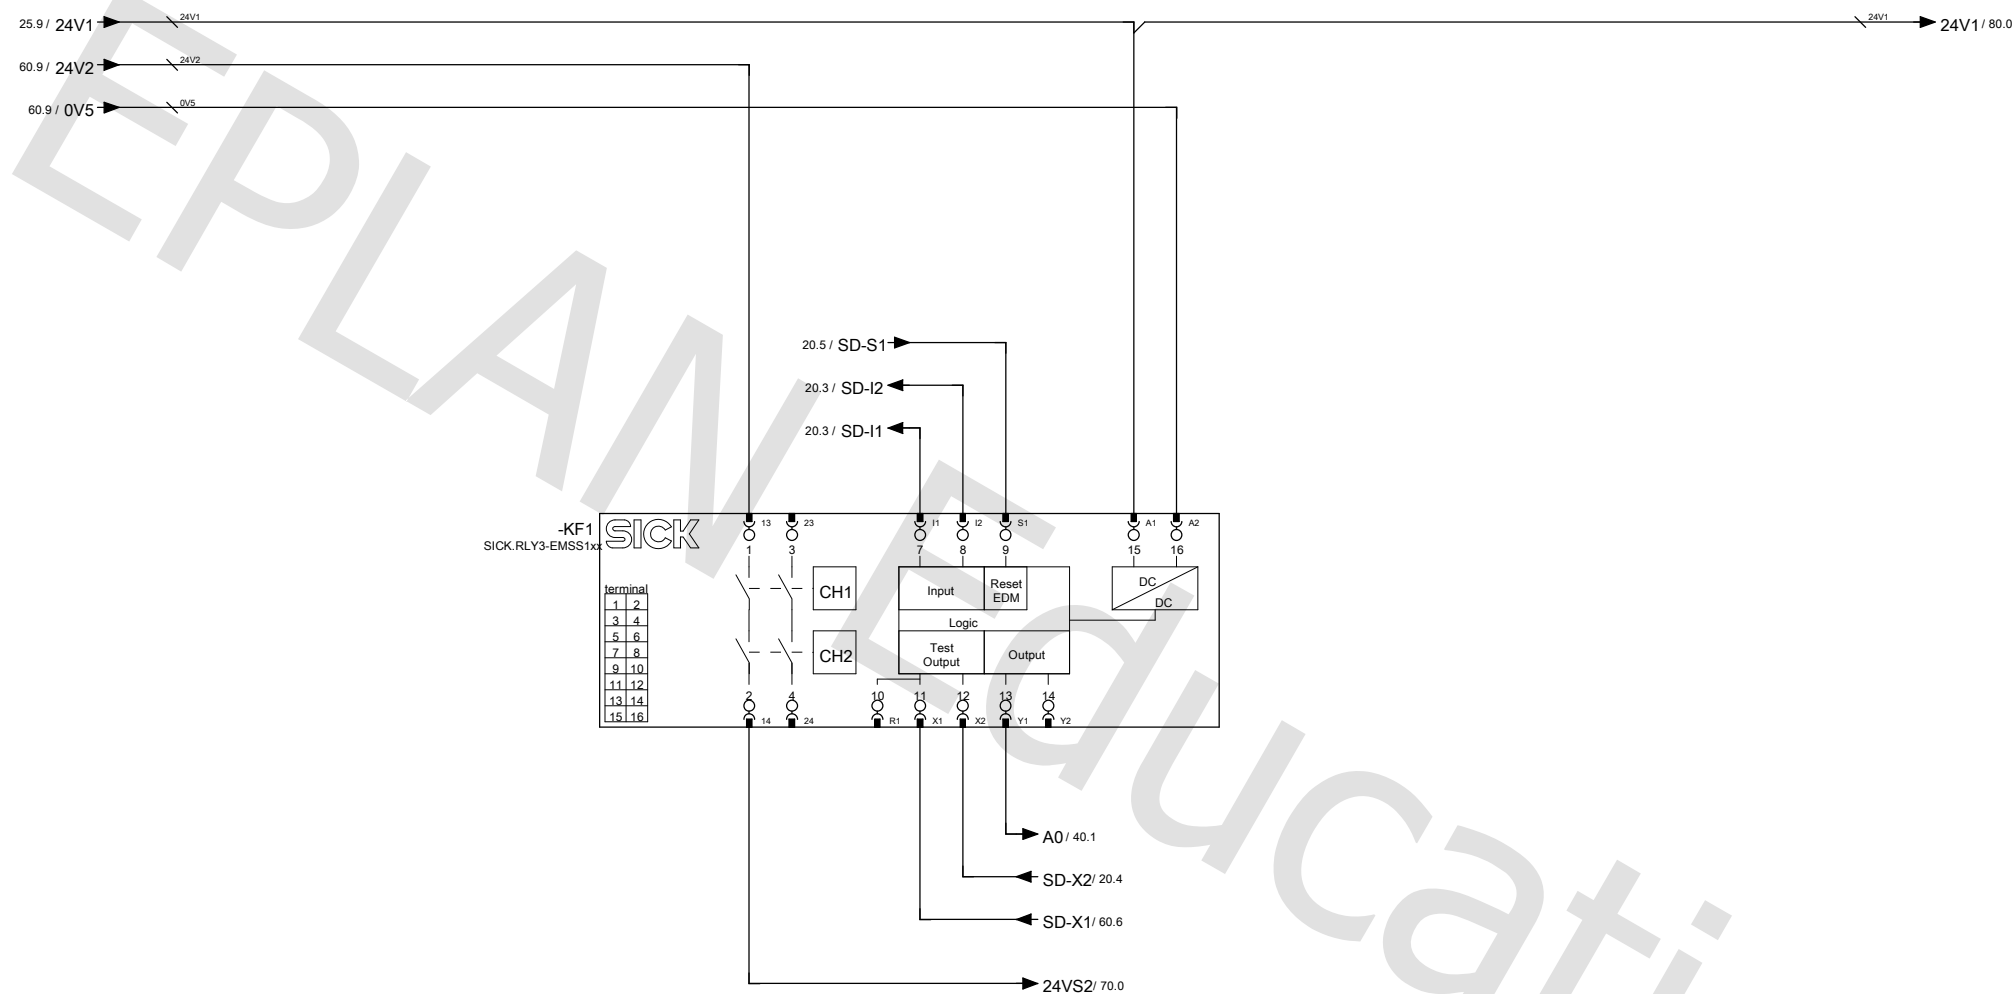 25.9 / 24V1
24V1
24V1
24V1 / 80.0
60.9 / 24V2
24V2
60.9 / 0V5
0V5
EPLAN Educati
20.5 / SD-S1
20.3 / SD-I2
20.3 / SD-I1
-KF1
SICK.RLY3-EMSS1xx
SICK
13 23 I1 I2 S1 A1 A2
1 3 7 8 9 15 16
terminal
1 2
3 4
5 6
7 8
9 10
11 12
13 14
15 16
CH1
CH2
Input
Reset
EDM
Logic
Test
Output
Output
DC
DC
2 4 10 11 12 13 14
14 24 R1 X1 X2 Y1 Y2
A0 / 40.1
SD-X2 / 20.4
SD-X1 / 60.6
24VS2 / 70.0